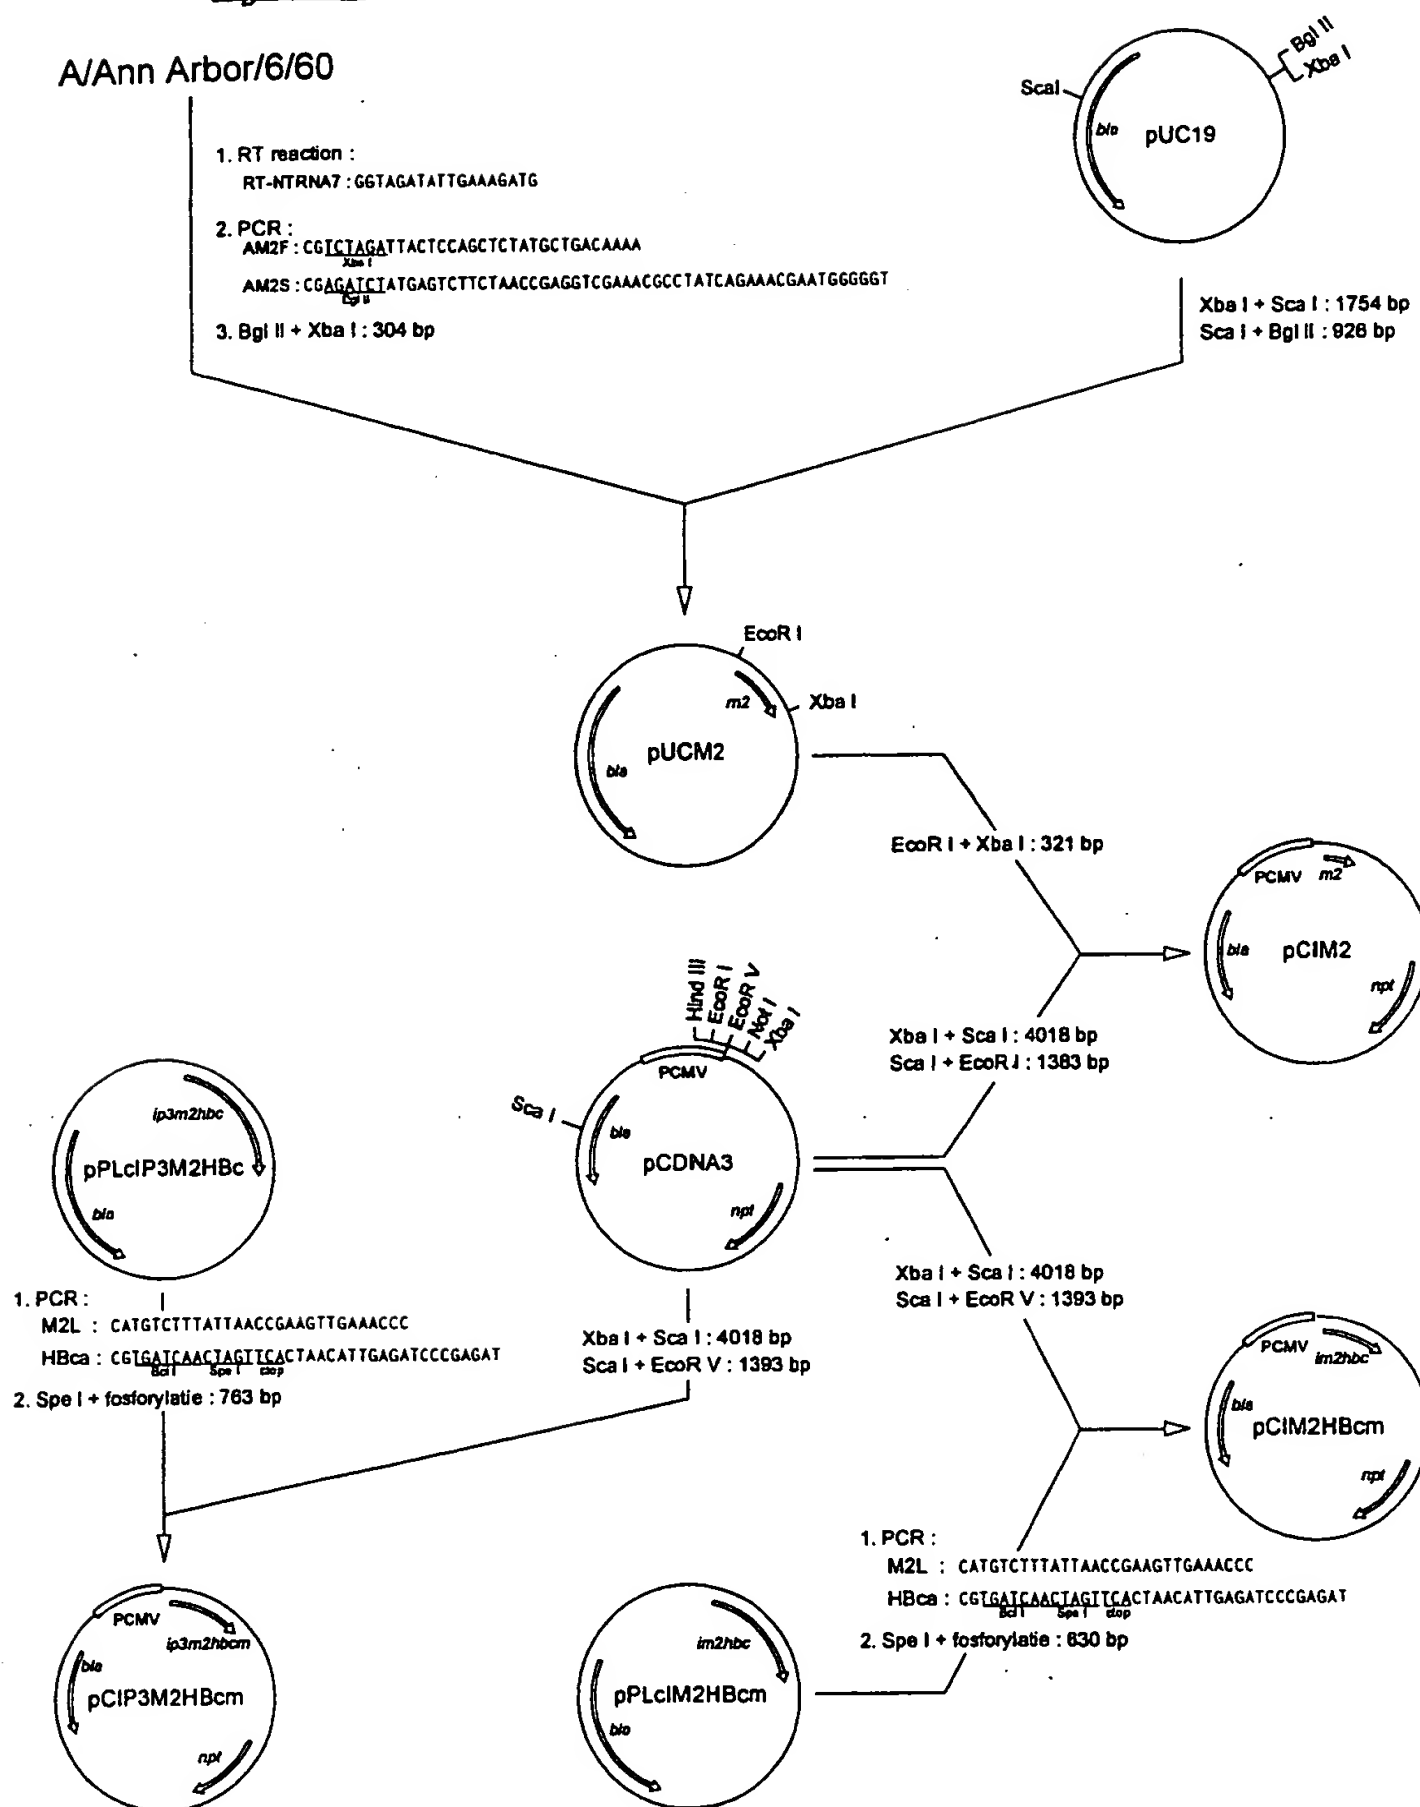 A/Ann Arbor/6/60
1. RT reaction :
RT-NTRNA7 : GGTAGATATTGAAAGATG
2. PCR :
AM2F : CGTCTAGATTACTCCAGCTCTATGCTGACAAAA
Xba I
AM2S : CGAGATCTATGAGTCTTCTAACCGAGGTCGAAACGCCTATCAGAAACGAATGGGGGT
Bgl II
3. Bgl II + Xba I : 304 bp
ScaI
Bgl II
Xba I
bla
pUC19
Xba I + Sca I : 1754 bp
Sca I + Bgl II : 926 bp
EcoR I
m2
Xba I
pUCM2
bla
EcoR I + Xba I : 321 bp
PCMV
m2
bla
pCIM2
npt
Xba I + Sca I : 4018 bp
Sca I + EcoR I : 1383 bp
Hind III
EcoR I
EcoR V
Not I
Xba I
PCMV
Sca I
bla
pCDNA3
npt
ip3m2hbc
pPLcIP3M2HBc
bla
1. PCR :
M2L : CATGTCTTTATTAACCGAAGTTGAAACCC
HBca : CGTGATCAACTAGTTCACTAACATTGAGATCCCGAGAT
Bcl I
Spe I
stop
2. Spe I + fosforylatie : 763 bp
Xba I + Sca I : 4018 bp
Sca I + EcoR V : 1393 bp
Xba I + Sca I : 4018 bp
Sca I + EcoR V : 1393 bp
PCMV
im2hbc
bla
pCIM2HBcm
npt
1. PCR :
M2L : CATGTCTTTATTAACCGAAGTTGAAACCC
HBca : CGTGATCAACTAGTTCACTAACATTGAGATCCCGAGAT
Bcl I
Spe I
stop
2. Spe I + fosforylatie : 630 bp
PCMV
ip3m2hbcm
bla
pCIP3M2HBcm
npt
im2hbc
pPLcIM2HBcm
bla